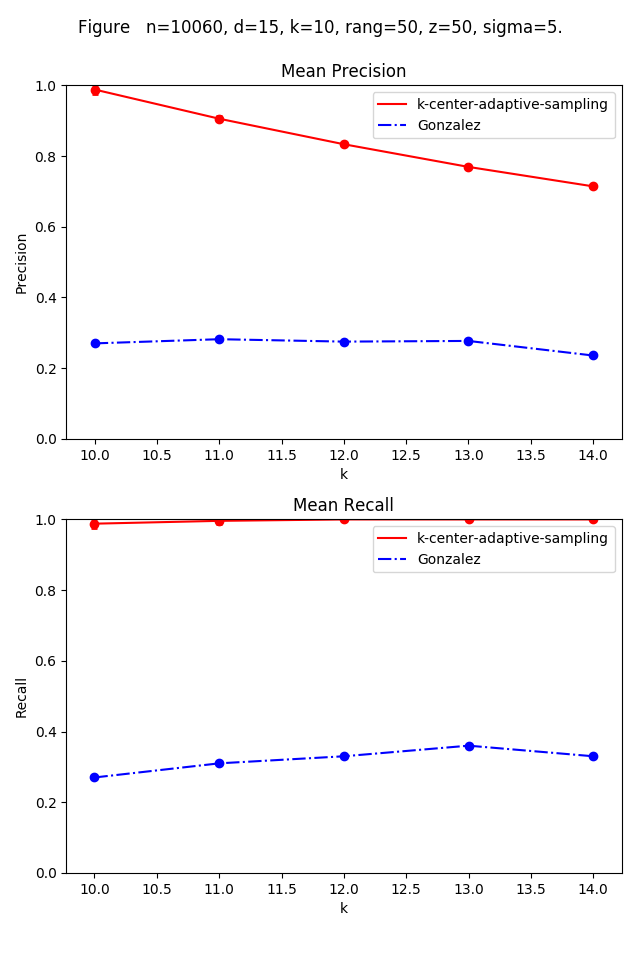 Figure   n=10060, d=15, k=10, rang=50, z=50, sigma=5.
Mean Precision
1.0
0.8
0.6
0.4
0.2
0.0
Precision
k-center-adaptive-sampling
Gonzalez
10.0 10.5 11.0 11.5 12.0 12.5 13.0 13.5 14.0
k
Mean Recall
1.0
0.8
0.6
0.4
0.2
0.0
Recall
k-center-adaptive-sampling
Gonzalez
10.0 10.5 11.0 11.5 12.0 12.5 13.0 13.5 14.0
k